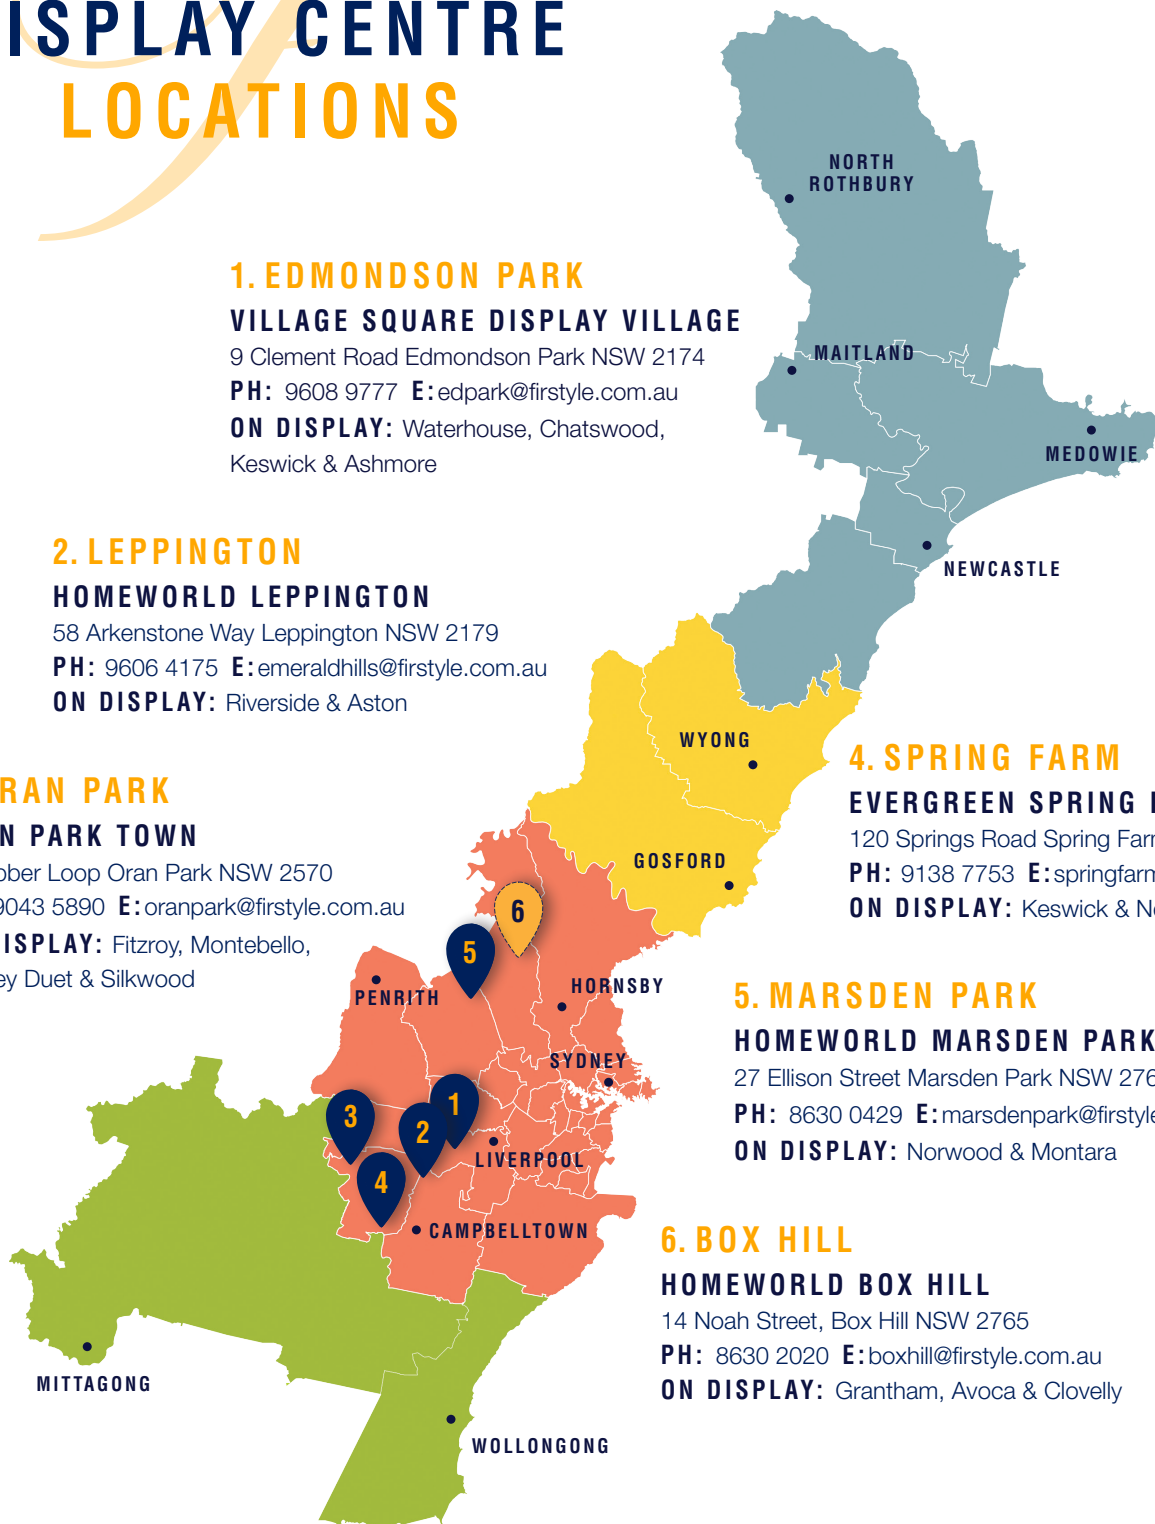 ISPLAY CENTRE
LOCATIONS
NORTH
ROTHBURY
1. EDMONDSON PARK
VILLAGE SQUARE DISPLAY VILLAGE
9 Clement Road Edmondson Park NSW 2174
PH: 9608 9777 E: edpark@firstyle.com.au
ON DISPLAY: Waterhouse, Chatswood,
Keswick & Ashmore
MAITLAND
MEDOWIE
NEWCASTLE
2. LEPPINGTON
HOMEWORLD LEPPINGTON
58 Arkenstone Way Leppington NSW 2179
PH: 9606 4175 E: emeraldhills@firstyle.com.au
ON DISPLAY: Riverside & Aston
WYONG
GOSFORD
RAN PARK
N PARK TOWN
ober Loop Oran Park NSW 2570
9043 5890 E: oranpark@firstyle.com.au
ISPLAY: Fitzroy, Montebello,
ey Duet & Silkwood
4. SPRING FARM
EVERGREEN SPRING
120 Springs Road Spring Farm
PH: 9138 7753 E: springfarm
ON DISPLAY: Keswick & N
6
5
HORNSBY
PENRITH
SYDNEY
3
1
2
4
LIVERPOOL
CAMPBELLTOWN
5. MARSDEN PARK
HOMEWORLD MARSDEN PARK
27 Ellison Street Marsden Park NSW 276
PH: 8630 0429 E: marsdenpark@firstyle
ON DISPLAY: Norwood & Montara
6. BOX HILL
HOMEWORLD BOX HILL
14 Noah Street, Box Hill NSW 2765
PH: 8630 2020 E: boxhill@firstyle.com.au
ON DISPLAY: Grantham, Avoca & Clovelly
MITTAGONG
WOLLONGONG